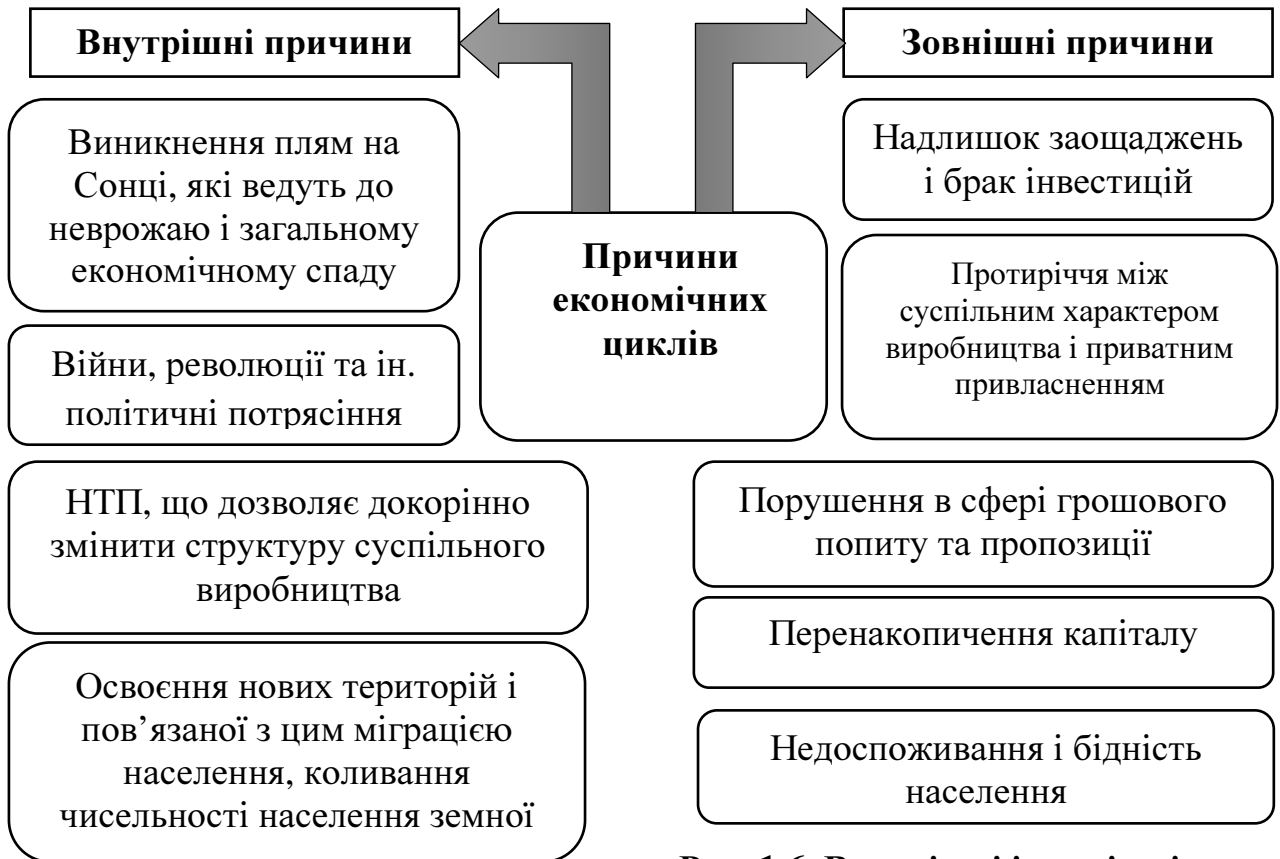 Внутрішні причини
Виникнення плям на
Сонці, які ведуть до
неврожаю і загальному
економічному спаду
Війни, революції та ін.
політичні потрясіння
НТП, що дозволяє докорінно
змінити структуру суспільного
виробництва
Освоєння нових територій і
пов’язаної з цим міграцією
населення, коливання
чисельності населення земної
Причини
економічних
циклів
Зовнішні причини
Надлишок заощаджень
і брак інвестицій
Протиріччя між
суспільним характером
виробництва і приватним
привласненням
Порушення в сфері грошового
попиту та пропозиції
Перенакопичення капіталу
Недоспоживання і бідність
населення